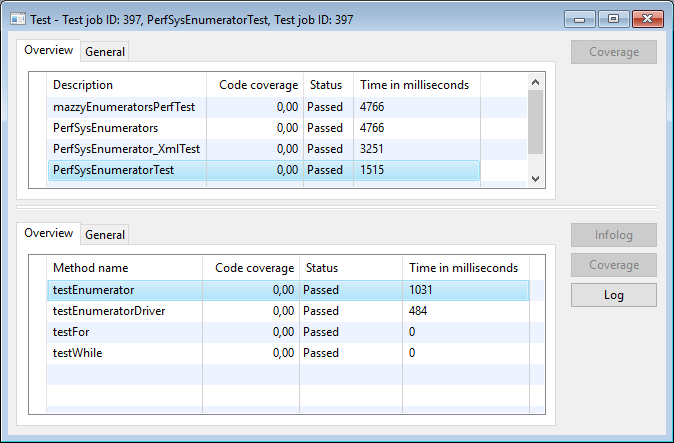 Test - Test job ID: 397, PerfSysEnumeratorTest, Test job ID: 397
Overview General Coverage
Description Code coverage Status Time in milliseconds
mazzyEnumeratorsPerfTest 0,00 Passed 4766
PerfSysEnumerators 0,00 Passed 4766
PerfSysEnumerator_XmlTest 0,00 Passed 3251
PerfSysEnumeratorTest 0,00 Passed 1515
Overview General Infolog
Method name Code coverage Status Time in milliseconds Coverage
testEnumerator 0,00 Passed 1031 Log
testEnumeratorDriver 0,00 Passed 484
testFor 0,00 Passed 0
testWhile 0,00 Passed 0